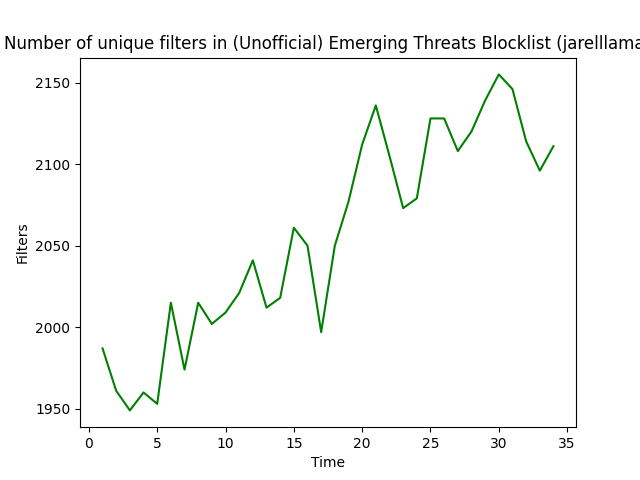 Number of unique filters in (Unofficial) Emerging Threats Blocklist (jarelllama
2150
2100
2050
2000
1950
Filters
0 5 10 15 20 25 30 35
Time